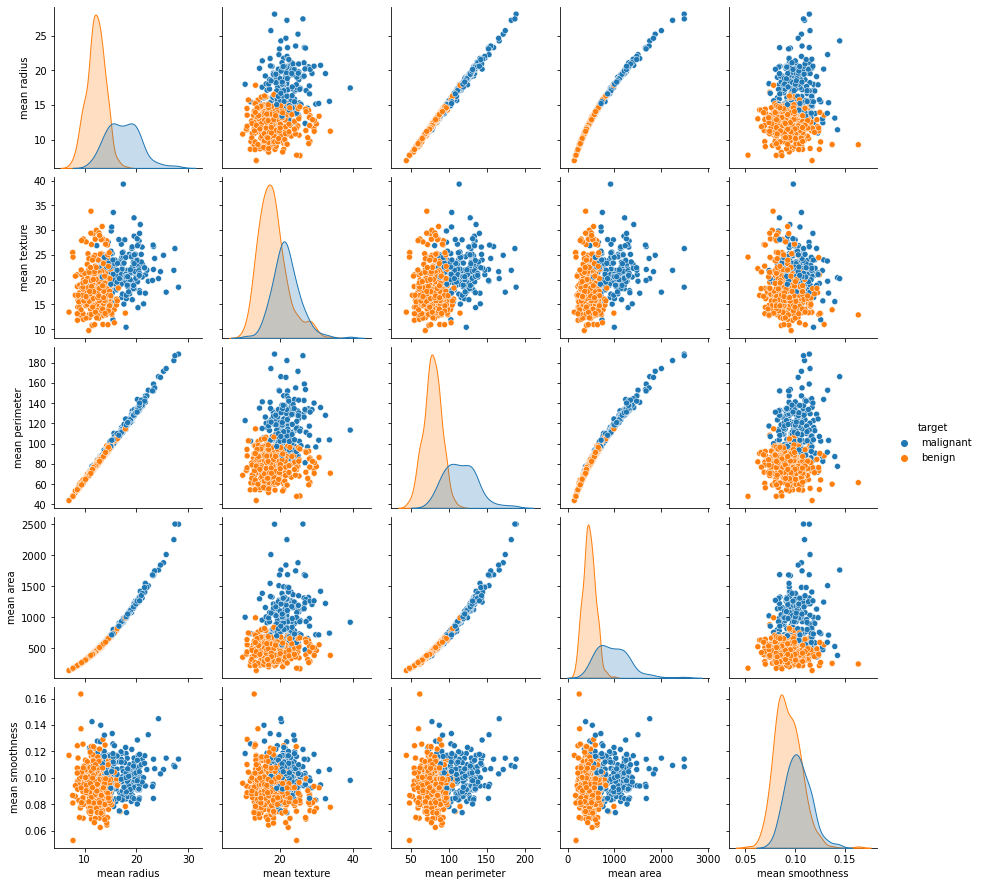 mean radius
25
20
15
10
mean texture
40
35
30
25
20
15
10
mean perimeter
180
160
140
120
100
80
60
40
target
malignant
benign
mean area
2500
2000
1500
1000
500
mean smoothness
0.16
0.14
0.12
0.10
0.08
0.06
10 20 30
20 40
50 100 150 200
0 1000 2000 3000
0.05 0.10 0.15
mean radius
mean texture
mean perimeter
mean area
mean smoothness